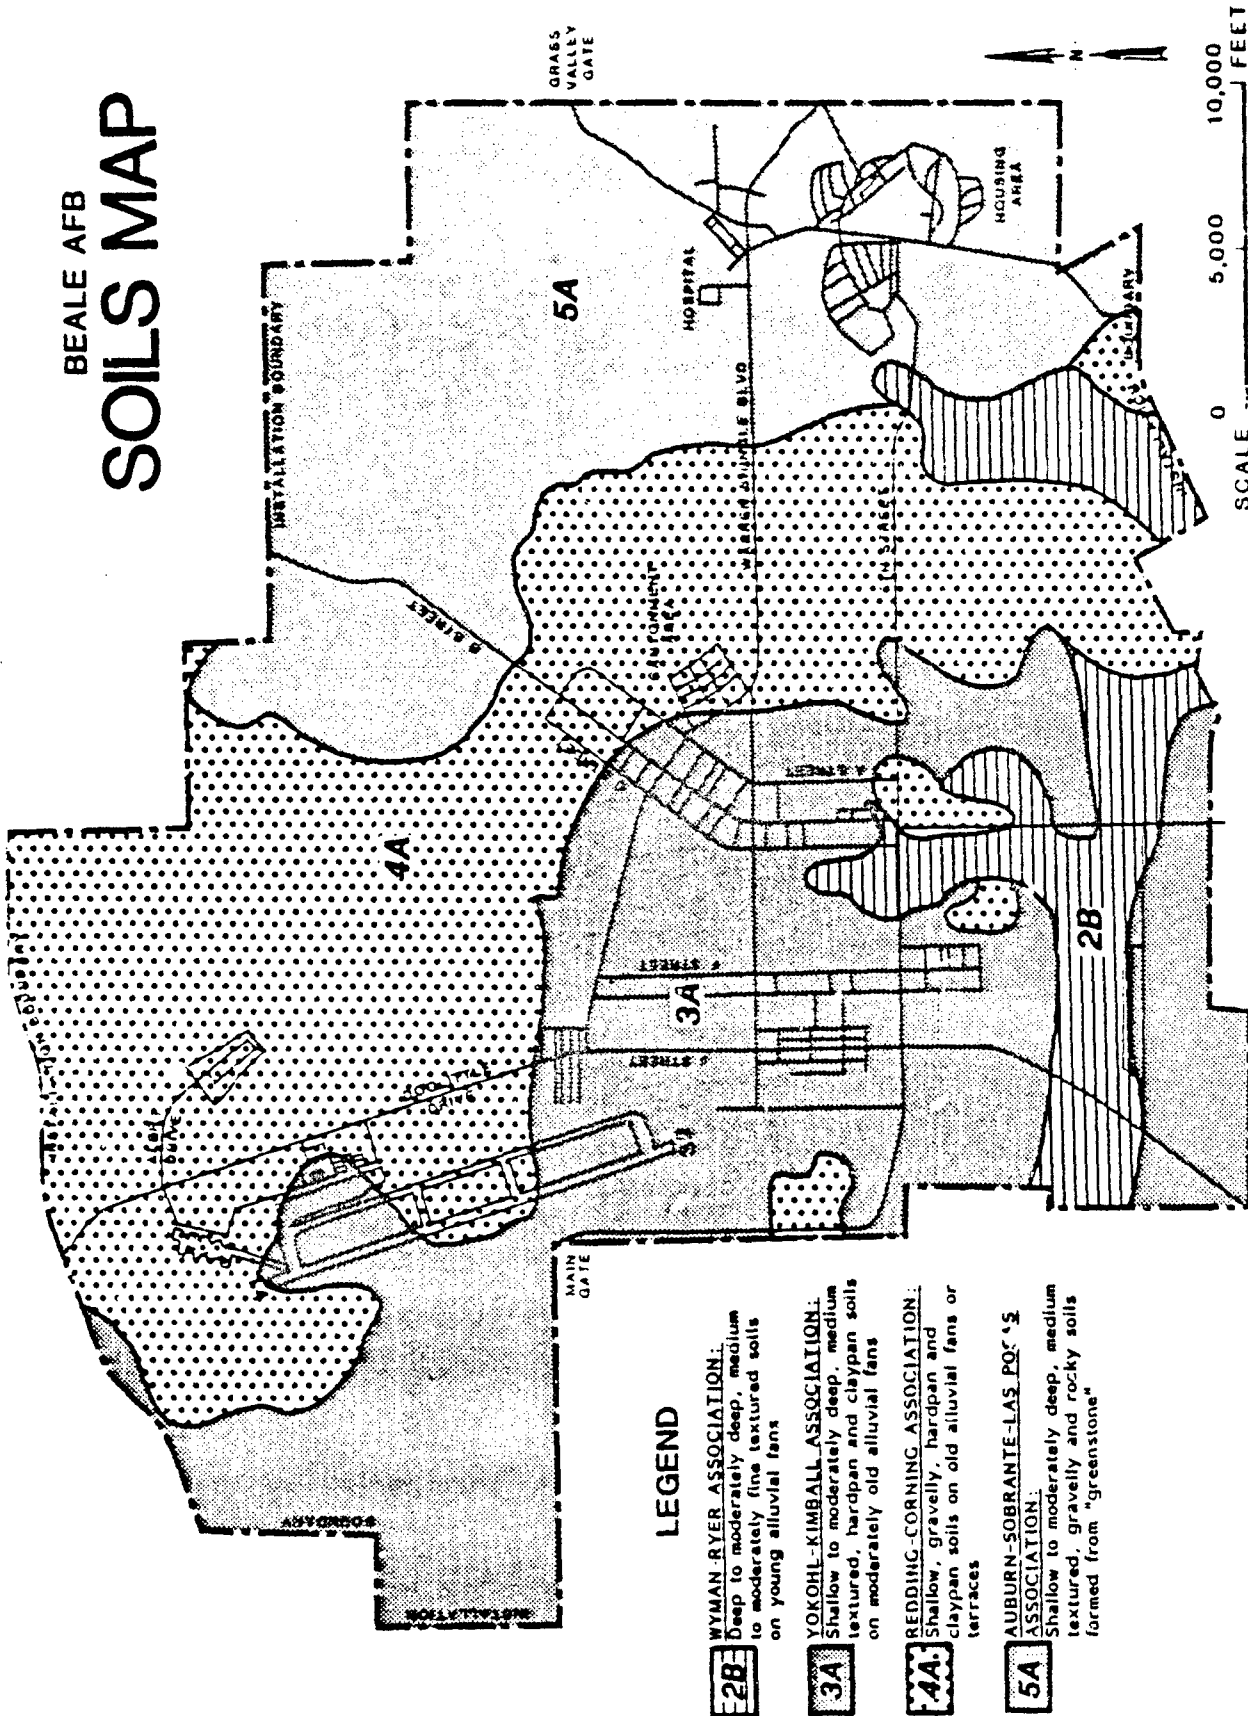 BEALE AFB
SOILS MAP
GRASS
VALLEY
GATE
INSTALLATION BOUNDARY
5A
HOSPITAL
HOUSING
AREA
N
B STREET
CANTONMENT
AREA
WARREN BLVD
BOUNDARY
4A
A STREET
F STREET
3A
J STREET
2B
DRIVE
DRIVE
MAIN
GATE
BOUNDARY
INSTALLATION
0 5,000 10,000
SCALE FEET
LEGEND
2B
WYMAN-RYER ASSOCIATION:
Deep to moderately deep, medium
to moderately fine textured soils
on young alluvial fans
3A
YOKOHL-KIMBALL ASSOCIATION:
Shallow to moderately deep, medium
textured, hardpan and claypan soils
on moderately old alluvial fans
4A
REDDING-CORNING ASSOCIATION:
Shallow, gravelly, hardpan and
claypan soils on old alluvial fans or
terraces
5A
AUBURN-SOBRANTE-LAS
ASSOCIATION:
Shallow to moderately deep, medium
textured, gravelly and rocky soils
formed from "greenstone"